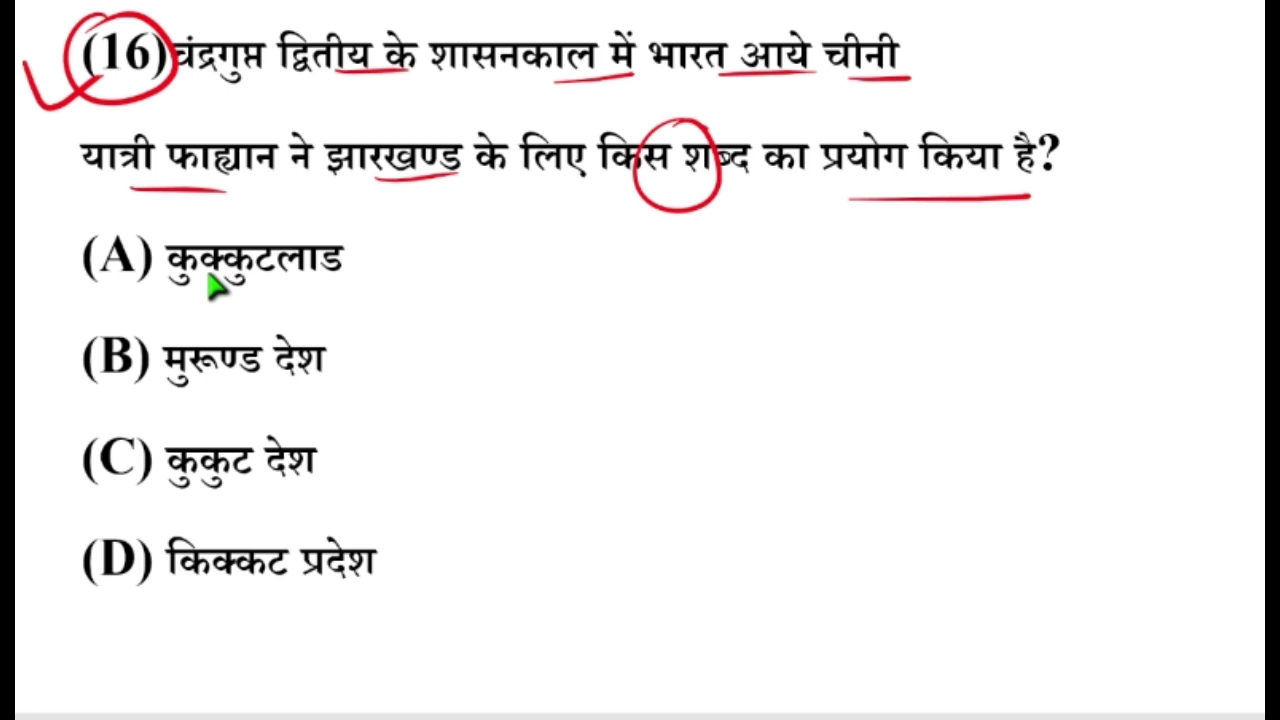 (16) चंद्रगुप्त द्वितीय के शासनकाल में भारत आये चीनी
यात्री फाह्यान ने झारखण्ड के लिए किस शब्द का प्रयोग किया है?
(A) कुक्कुटलाड
(B) मुरूण्ड देश
(C) कुकुट देश
(D) किक्कट प्रदेश